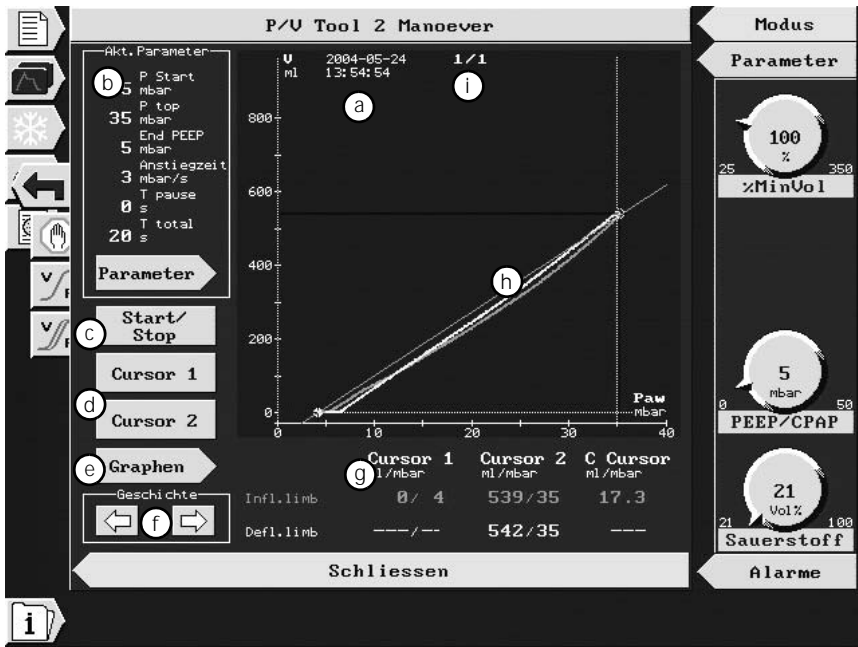 P/V Tool 2 Manoever
Modus
Parameter
Akt.Parameter
b
P Start
5 mbar
P top
35 mbar
End PEEP
5 mbar
Anstiegzeit
3 mbar/s
T pause
0 s
T total
20 s
Parameter
V
ml
2004-05-24
13:54:54
1/1
a
i
800
600
400
200
0
0 10 20 30 40
Paw
mbar
h
c
Start/
Stop
Cursor 1
d
Cursor 2
e
Graphen
Geschichte
f
g
Cursor 1 Cursor 2 C Cursor
ml/mbar ml/mbar ml/mbar
Infl.limb 0/ 4 539/35 17.3
Defl.limb ---/-- 542/35 ---
Schliessen
100
%
25 350
%MinVol
5
mbar
0 50
PEEP/CPAP
21
Vol%
21 100
Sauerstoff
Alarme
V
V
i